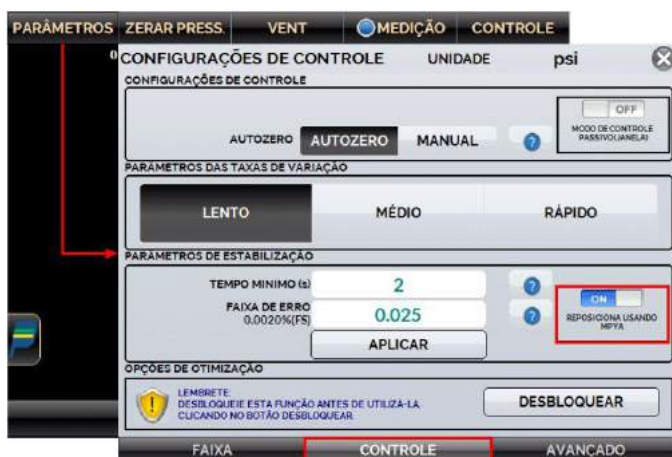 PARÂMETROS ZERAR PRESS. VENT MEDIÇÃO CONTROLE
0
CONFIGURAÇÕES DE CONTROLE UNIDADE psi
CONFIGURAÇÕES DE CONTROLE
OFF
AUTOZERO AUTOZERO MANUAL ?
MODO DE CONTROLE
PASSIVO(JANELA)
PARÂMETROS DAS TAXAS DE VARIAÇÃO
LENTO MÉDIO RÁPIDO
PARÂMETROS DE ESTABILIZAÇÃO
TEMPO MINIMO (s) 2 ?
ON
FAIXA DE ERRO
0.0020%(FS) 0.025 ?
REPOSICIONA USANDO
MPYA
APLICAR
OPÇÕES DE OTIMIZAÇÃO
LEMBRETE:
DESBLOQUEIE ESTA FUNÇÃO ANTES DE UTILIZÁ-LA,
CLICANDO NO BOTÃO DESBLOQUEAR.
DESBLOQUEAR
FAIXA CONTROLE AVANÇADO